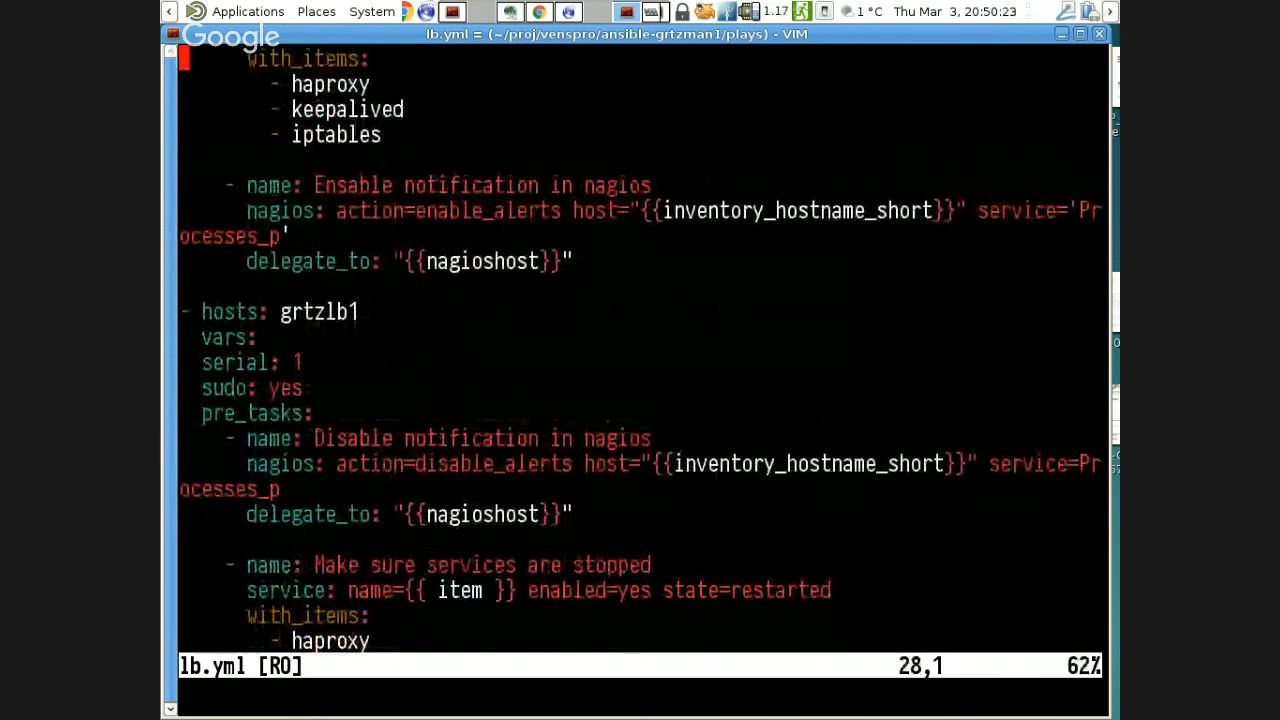 Applications Places System 1.17 1 °C Thu Mar 3, 20:50:23
Google
lb.yml = (~/proj/venspro/ansible-grtzman1/plays) - VIM
with_items:
- haproxy
- keepalived
- iptables
- name: Ensable notification in nagios
nagios: action=enable_alerts host="{{inventory_hostname_short}}" service='Pr
ocesses_p'
delegate_to: "{{nagioshost}}"
- hosts: grtzlb1
vars:
serial: 1
sudo: yes
pre_tasks:
- name: Disable notification in nagios
nagios: action=disable_alerts host="{{inventory_hostname_short}}" service=Pr
ocesses_p
delegate_to: "{{nagioshost}}"
- name: Make sure services are stopped
service: name={{ item }} enabled=yes state=restarted
with_items:
- haproxy
lb.yml [RO] 28,1 62%